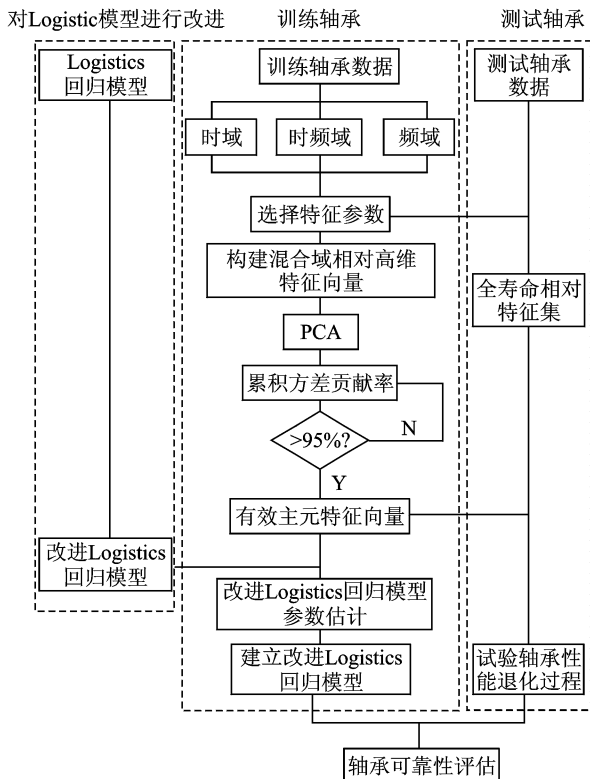 对Logistic模型进行改进
训练轴承
测试轴承
Logistics
回归模型
改进Logistics
回归模型
训练轴承数据
时域
时频域
频域
选择特征参数
构建混合域相对高维
特征向量
PCA
累积方差贡献率
>95%?
N
Y
有效主元特征向量
改进Logistics回归模型
参数估计
建立改进Logistics
回归模型
测试轴承
数据
全寿命相对
特征集
试验轴承性
能退化过程
轴承可靠性评估